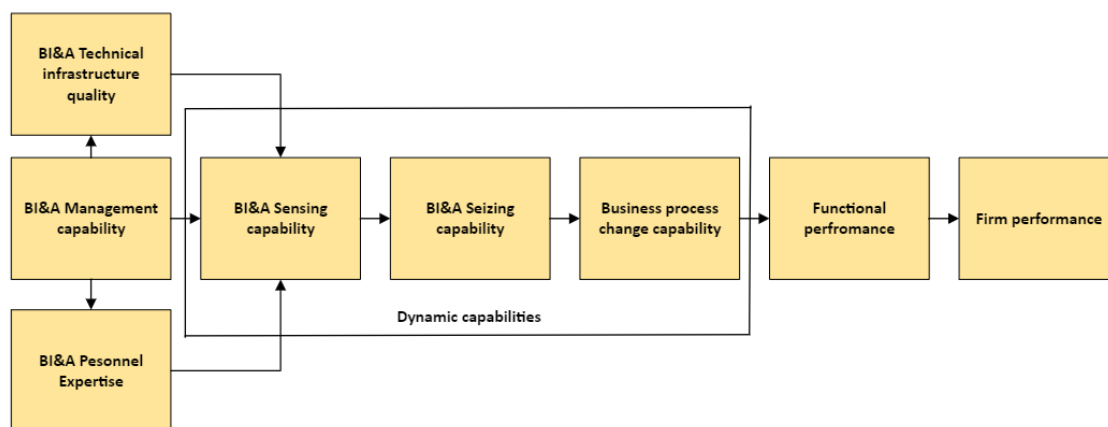 BI&A Technical
infrastructure
quality
BI&A Management
capability
BI&A Pesonnel
Expertise
BI&A Sensing
capability
BI&A Seizing
capability
Business process
change capability
Dynamic capabilities
Functional
perfromance
Firm performance